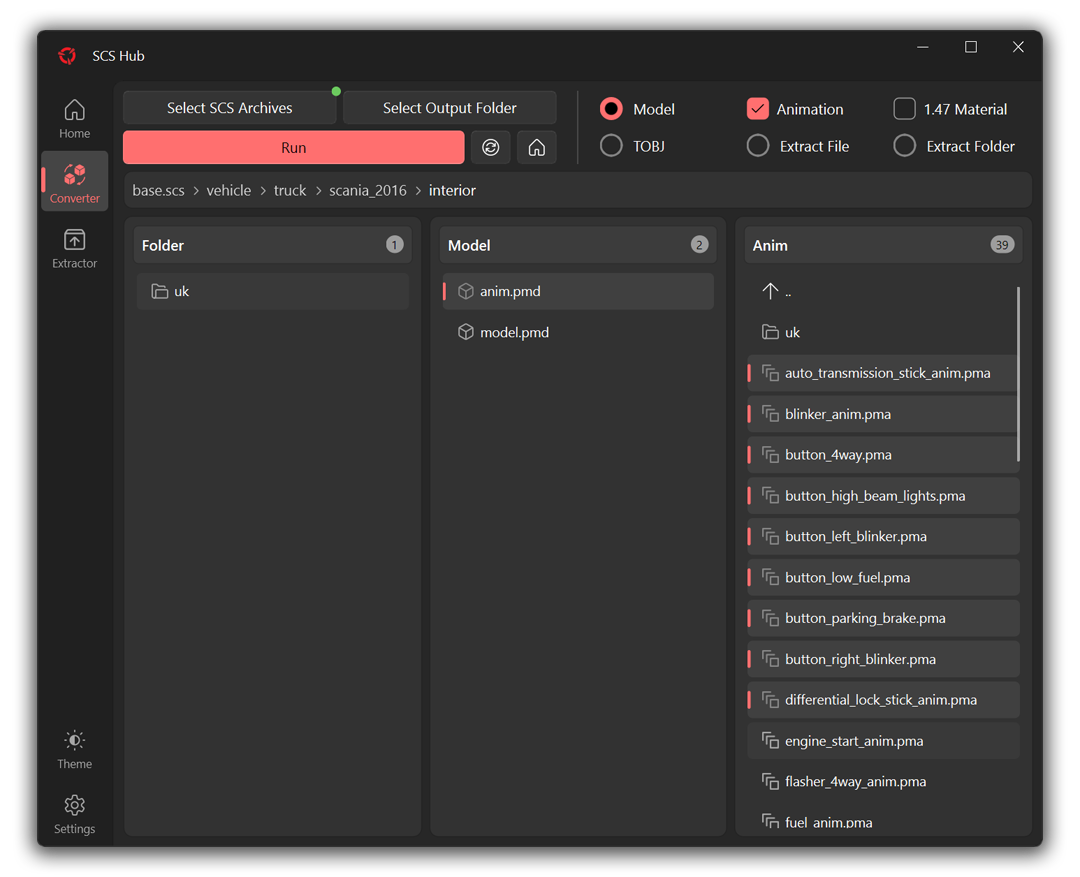 SCS Hub
Select SCS Archives
Select Output Folder
Model
Animation
1.47 Material
Run
TOBJ
Extract File
Extract Folder
Home
Converter
Extractor
base.scs > vehicle > truck > scania_2016 > interior
Folder 1
uk
Model 2
anim.pmd
model.pmd
Anim 39
..
uk
auto_transmission_stick_anim.pma
blinker_anim.pma
button_4way.pma
button_high_beam_lights.pma
button_left_blinker.pma
button_low_fuel.pma
button_parking_brake.pma
button_right_blinker.pma
differential_lock_stick_anim.pma
engine_start_anim.pma
flasher_4way_anim.pma
fuel_anim.pma
Theme
Settings